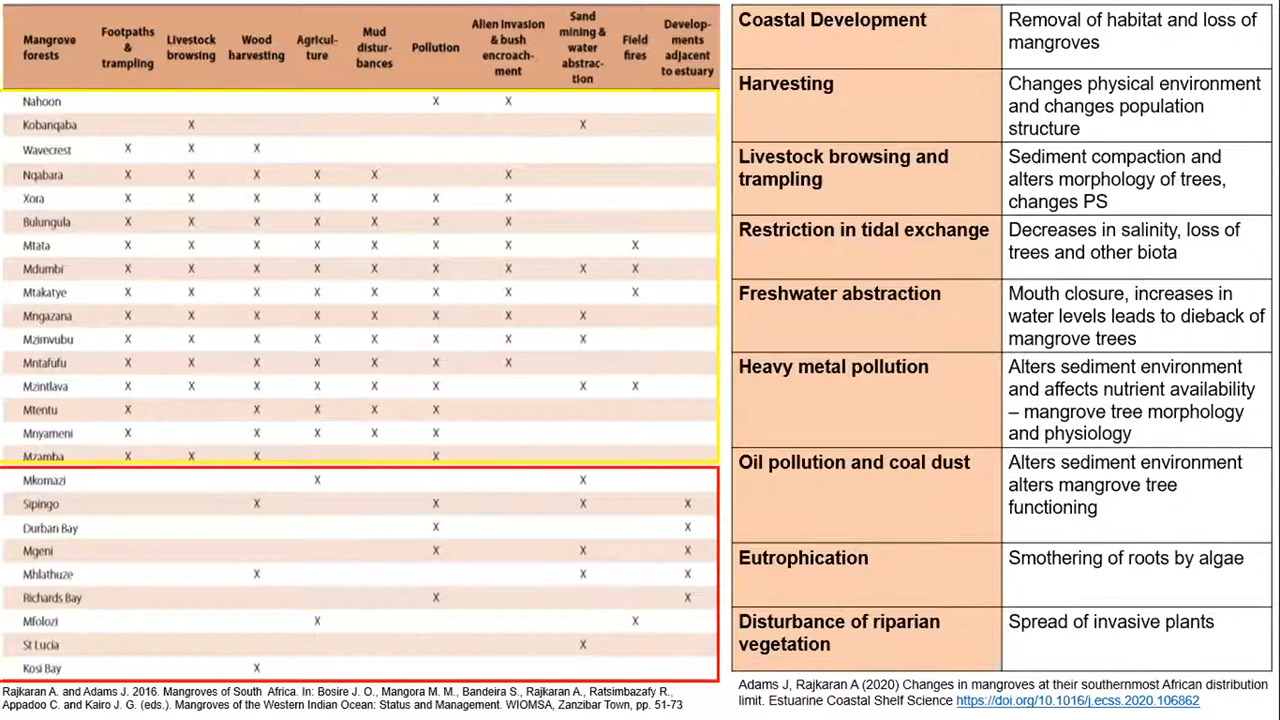 Mangrove forests Footpaths & trampling Livestock browsing Wood harvesting Agricul-ture Mud distur-bances Pollution Alien Invasion & bush encroach-ment Sand mining & water abstrac-tion Field fires Develop-ments adjacent to estuary
Nahoon X X
Kobanqaba X X
Wavecrest X X X
Nqabara X X X X X X
Xora X X X X X X X
Bulungula X X X X X X X
Mtata X X X X X X X X
Mdumbi X X X X X X X X X
Mtakatye X X X X X X X X
Mngazana X X X X X X X X
Mzimvubu X X X X X X X X
Mntafufu X X X X X X X
Mzintlava X X X X X X X X
Mtentu X X X X X
Mnyameni X X X X X
Mzamba X X X X
Mkomazi X X
Sipingo X X X X
Durban Bay X X
Mgeni X X X
Mhlathuze X X X
Richards Bay X X
Mfolozi X X
St Lucia X
Kosi Bay X
Rajkaran A. and Adams J. 2016. Mangroves of South Africa. In: Bosire J. O., Mangora M. M., Bandeira S., Rajkaran A., Ratsimbazafy R.,
Appadoo C. and Kairo J. G. (eds.). Mangroves of the Western Indian Ocean: Status and Management. WIOMSA, Zanzibar Town, pp. 51-73
Coastal Development
Removal of habitat and loss of
mangroves
Harvesting
Changes physical environment
and changes population
structure
Livestock browsing and
trampling
Sediment compaction and
alters morphology of trees,
changes PS
Restriction in tidal exchange
Decreases in salinity, loss of
trees and other biota
Freshwater abstraction
Mouth closure, increases in
water levels leads to dieback of
mangrove trees
Heavy metal pollution
Alters sediment environment
and affects nutrient availability
– mangrove tree morphology
and physiology
Oil pollution and coal dust
Alters sediment environment
alters mangrove tree
functioning
Eutrophication
Smothering of roots by algae
Disturbance of riparian
vegetation
Spread of invasive plants
Adams J, Rajkaran A (2020) Changes in mangroves at their southernmost African distribution
limit. Estuarine Coastal Shelf Science https://doi.org/10.1016/j.ecss.2020.106862